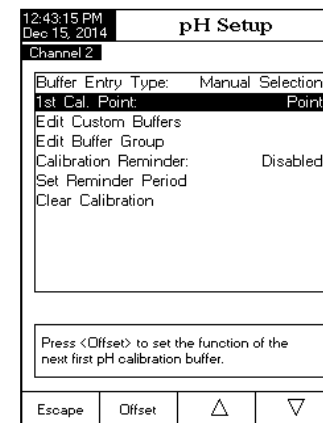 12:43:15 PM
Dec 15, 2014
pH Setup
Channel 2
Buffer Entry Type: Manual Selection
1st Cal. Point: Point
Edit Custom Buffers
Edit Buffer Group
Calibration Reminder: Disabled
Set Reminder Period
Clear Calibration
Press <Offset> to set the function of the
next first pH calibration buffer.
Escape Offset △ ▽